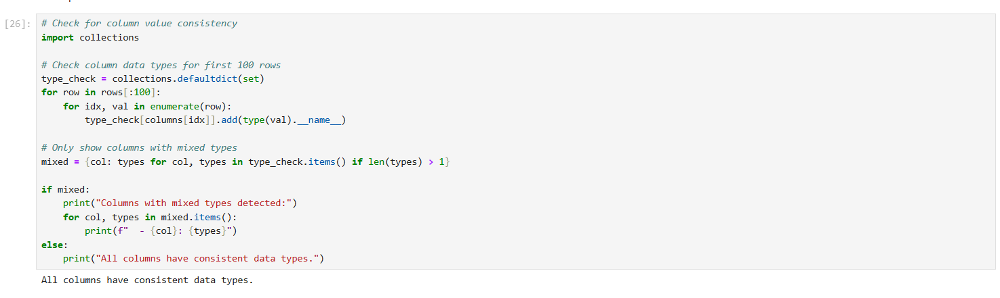 [26]: # Check for column value consistency
import collections

# Check column data types for first 100 rows
type_check = collections.defaultdict(set)
for row in rows[:100]:
    for idx, val in enumerate(row):
        type_check[columns[idx]].add(type(val).__name__)

# Only show columns with mixed types
mixed = {col: types for col, types in type_check.items() if len(types) > 1}

if mixed:
    print("Columns with mixed types detected:")
    for col, types in mixed.items():
        print(f"  - {col}: {types}")
else:
    print("All columns have consistent data types.")
All columns have consistent data types.